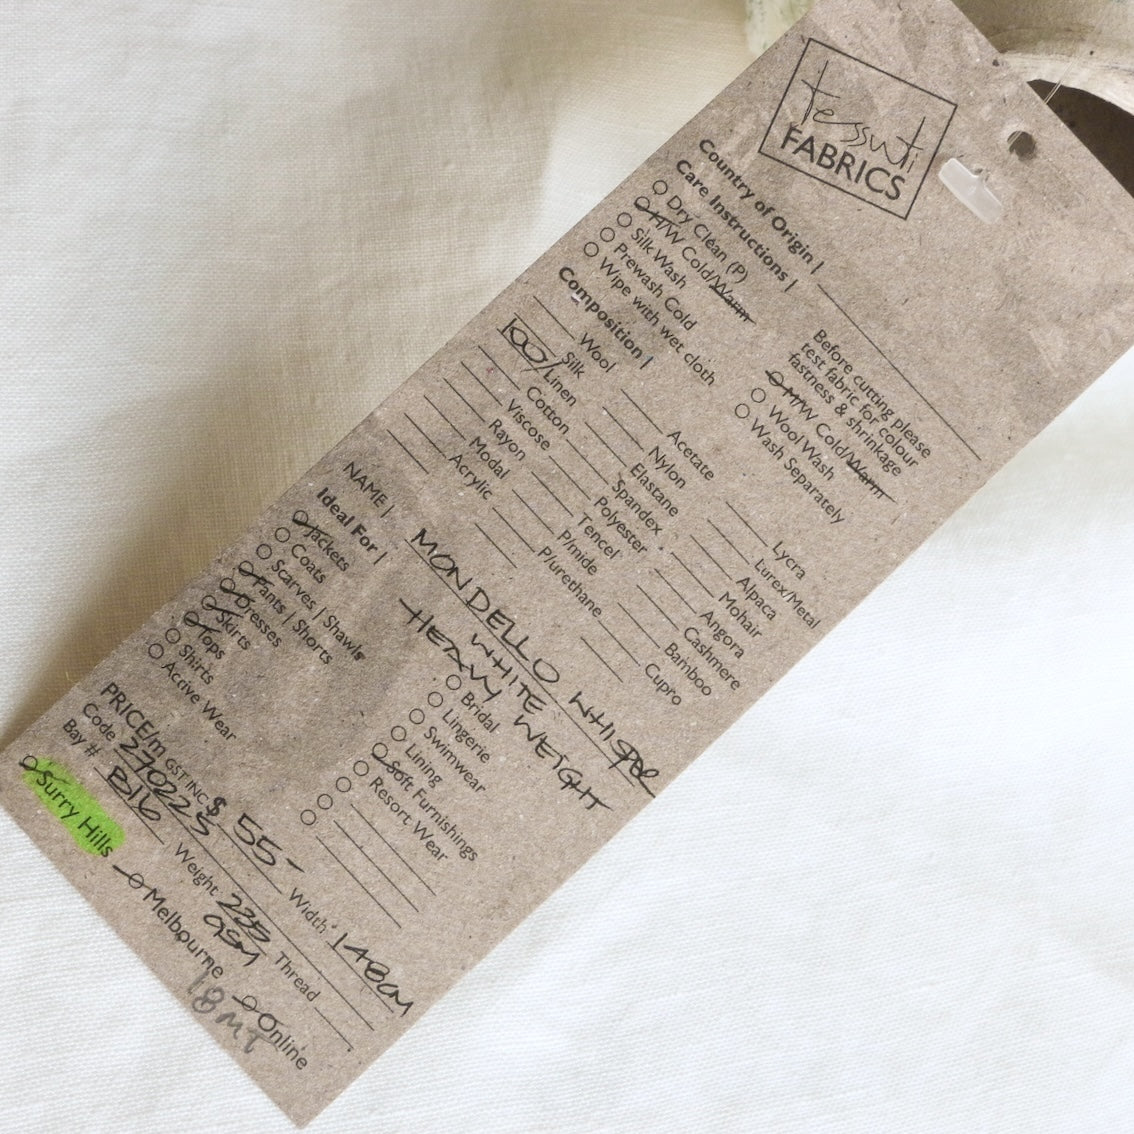 tessuti
FABRICS
Country of Origin |
Care Instructions |
Dry Clean (P)
H/W Cold/Warm
Silk Wash
Prewash Cold
Wipe with wet cloth
Before cutting please
test fabric for colour
fastness & shrinkage
M/W Cold/Warm
Wool Wash
Wash Separately
Composition |
Wool
Silk
100/ Linen
Cotton
Viscose
Rayon
Modal
Acrylic
Acetate
Nylon
Elastane
Spandex
Polyester
Tencel
P/mide
P/urethane
Lycra
Lurex/Metal
Alpaca
Mohair
Angora
Cashmere
Bamboo
Cupro
NAME | MONDELLO WHISPER
WHITE
HEAVY WEIGHT
Ideal For |
Jackets
Coats
Scarves | Shawls
Pants | Shorts
Dresses
Skirts
Tops
Shirts
Active Wear
Bridal
Lingerie
Swimwear
Lining
Soft Furnishings
Resort Wear
PRICE/m GST INC $ 55-
Code 270225
Width 148cm
Bay # B16
Weight 235 GSM
Thread
Surry Hills
Melbourne
Online
18mt